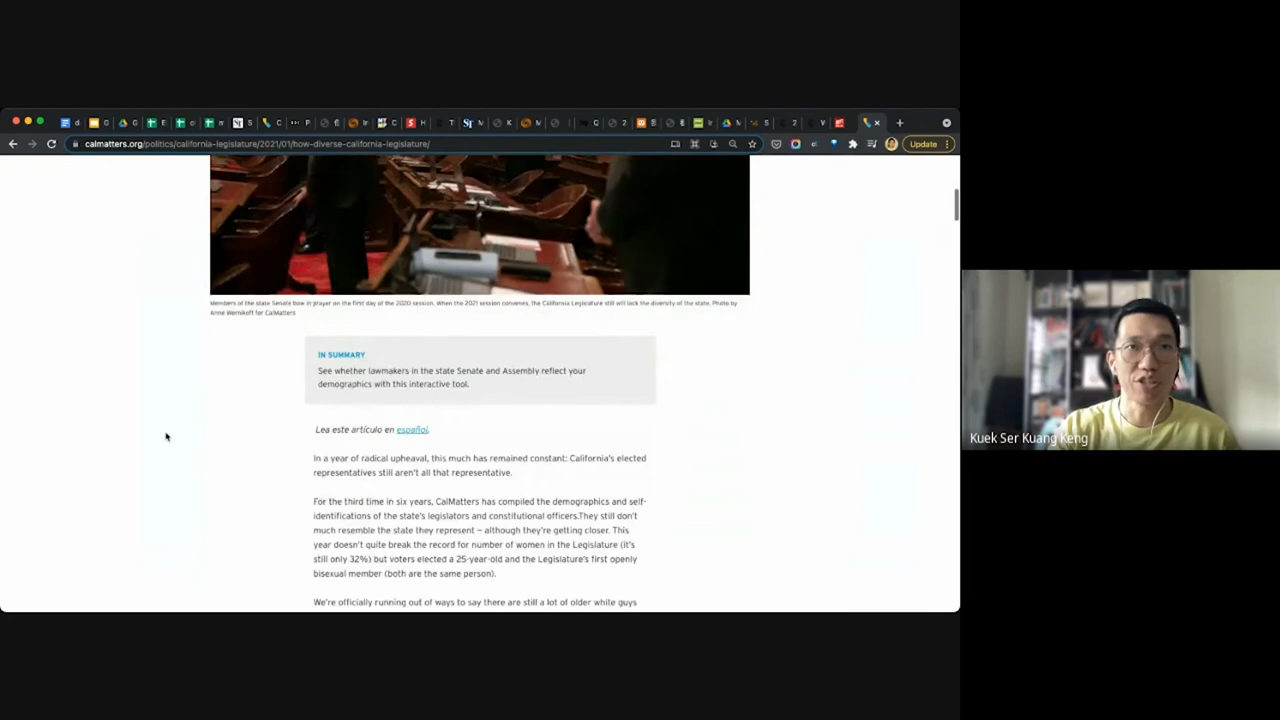 calmatters.org/politics/california-legislature/2021/01/how-diverse-california-legislature/
Update
Members of the state Senate bow in prayer on the first day of the 2020 session. When the 2021 session convenes, the California Legislature still will lack the diversity of the state. Photo by
Anne Wernikoff for CalMatters
IN SUMMARY
See whether lawmakers in the state Senate and Assembly reflect your
demographics with this interactive tool.
Lea este artículo en español.
In a year of radical upheaval, this much has remained constant: California's elected
representatives still aren't all that representative.
For the third time in six years, CalMatters has compiled the demographics and self-
identifications of the state's legislators and constitutional officers.They still don't
much resemble the state they represent – although they're getting closer. This
year doesn't quite break the record for number of women in the Legislature (it's
still only 32%) but voters elected a 25-year-old and the Legislature's first openly
bisexual member (both are the same person).
We're officially running out of ways to say there are still a lot of older white guys
Kuek Ser Kuang Keng